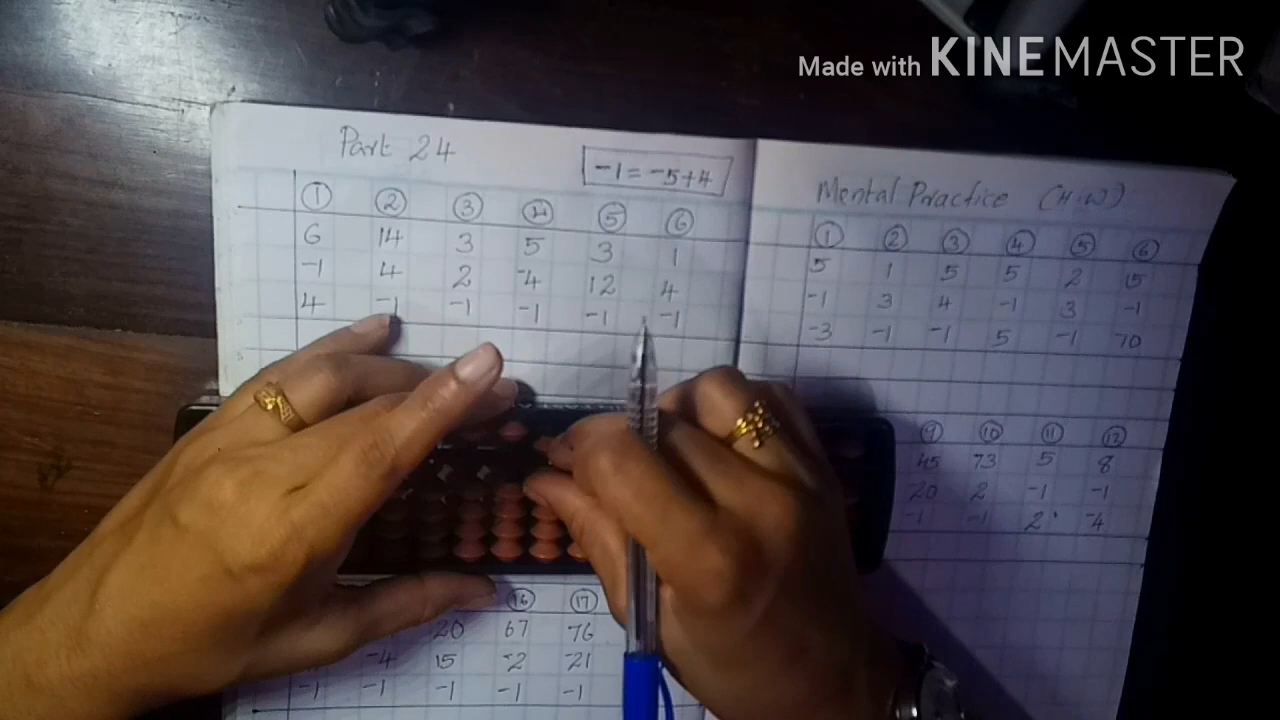 Made with KINEMASTER
Part 24
-1 = -5+4
① ② ③ ④ ⑤ ⑥
6 14 3 5 3 1
-1 4 2 -4 12 4
4 -1 -1 -1 -1 -1
Mental Practice (H.W)
① ② ③ ④ ⑤ ⑥
5 1 5 5 2 15
-1 3 4 -1 3 -1
-3 -1 -1 5 -1 70
⑨ ⑩ ⑪ ⑫
45 73 5 8
20 2 -1 -1
-1 -1 2 -4
⑯ ⑰
20 67 76
-4 15 -2 -21
-1 -1 -1 -1 -1